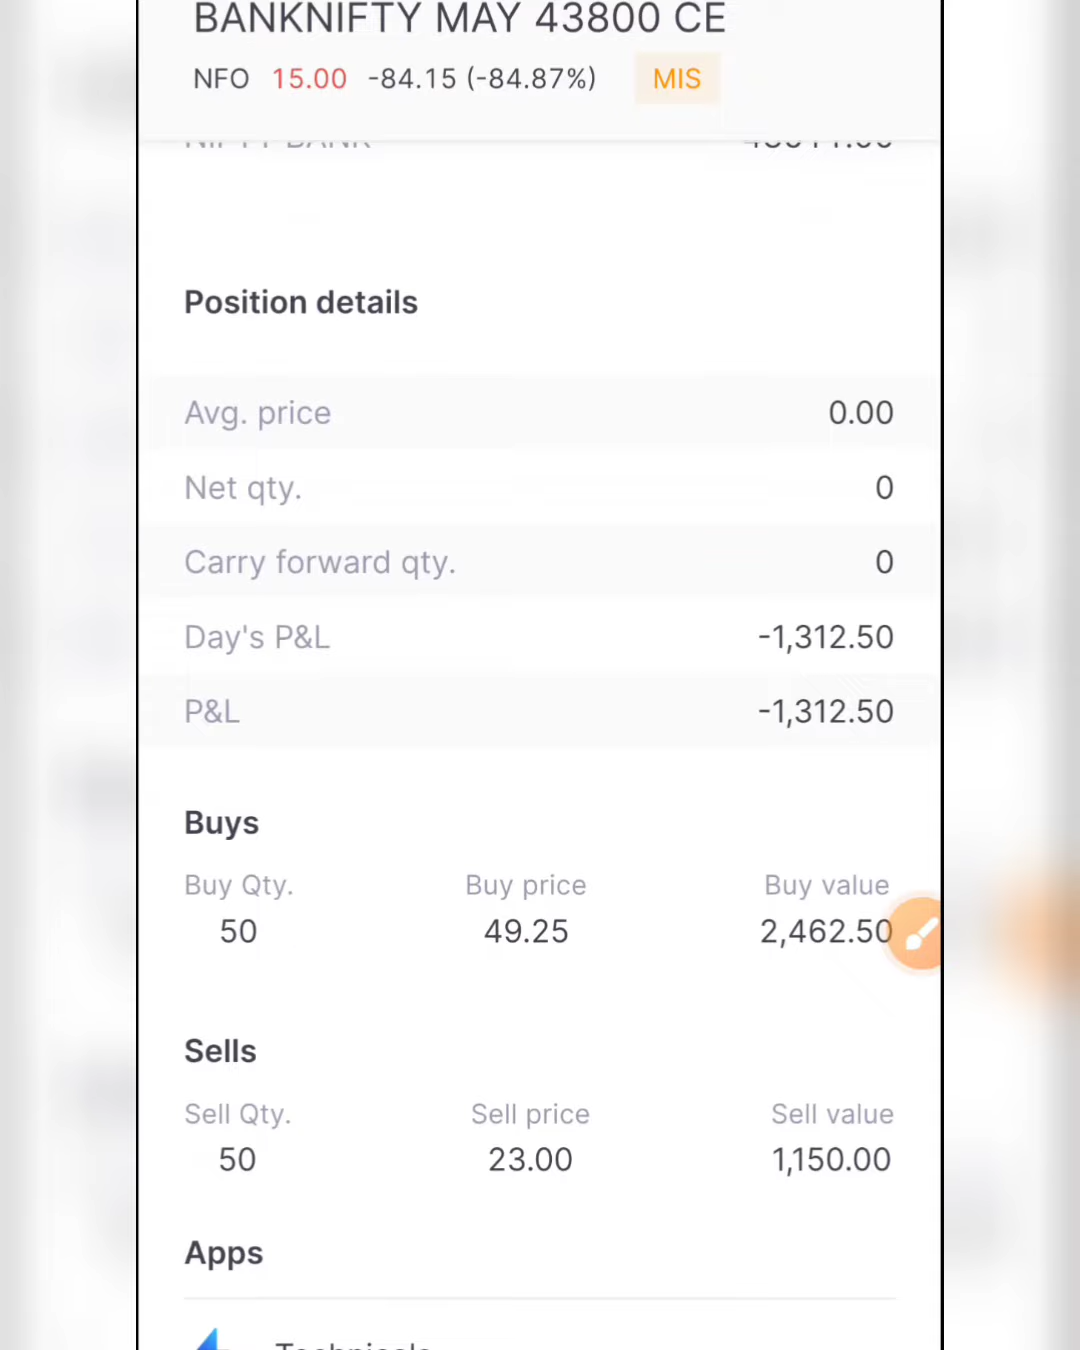 BANKNIFTY MAY 43800 CE
NFO 15.00 -84.15 (-84.87%) MIS
NIFTY BANK
Position details
Avg. price 0.00
Net qty. 0
Carry forward qty. 0
Day's P&L -1,312.50
P&L -1,312.50
Buys
Buy Qty. Buy price Buy value
50 49.25 2,462.50
Sells
Sell Qty. Sell price Sell value
50 23.00 1,150.00
Apps
Technicals